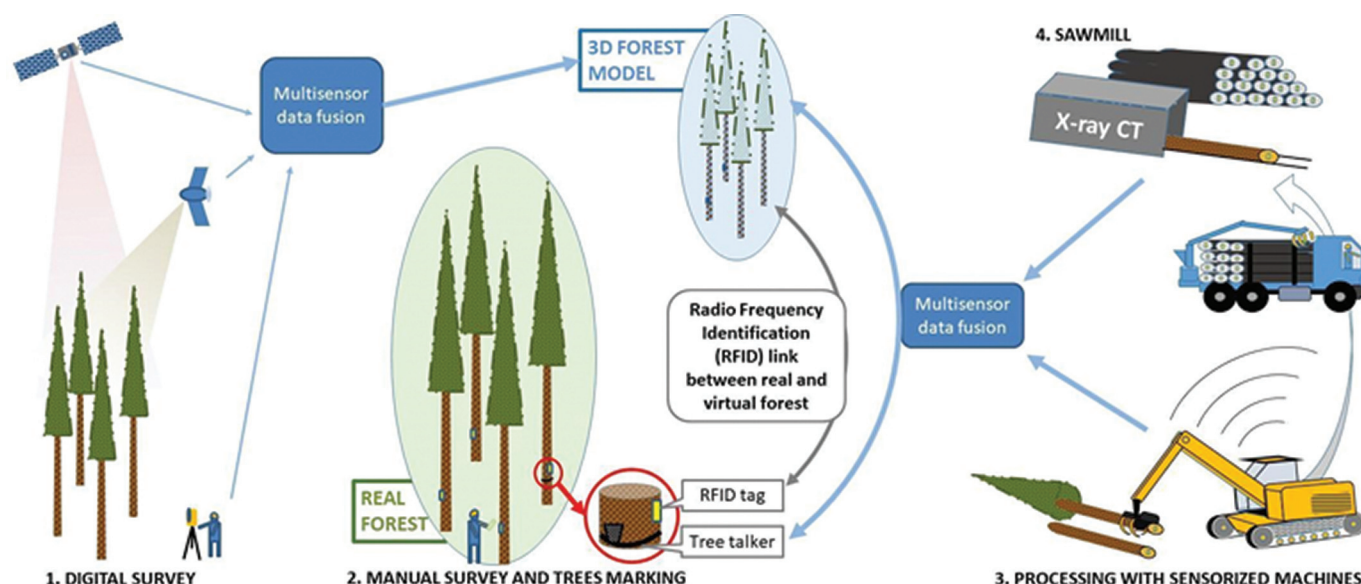 Multisensor
data fusion
3D FOREST
MODEL
4. SAWMILL
X-ray CT
Radio Frequency
Identification
(RFID) link
between real and
virtual forest
Multisensor
data fusion
REAL
FOREST
RFID tag
Tree talker
1. DIGITAL SURVEY
2. MANUAL SURVEY AND TREES MARKING
3. PROCESSING WITH SENSORIZED MACHINES